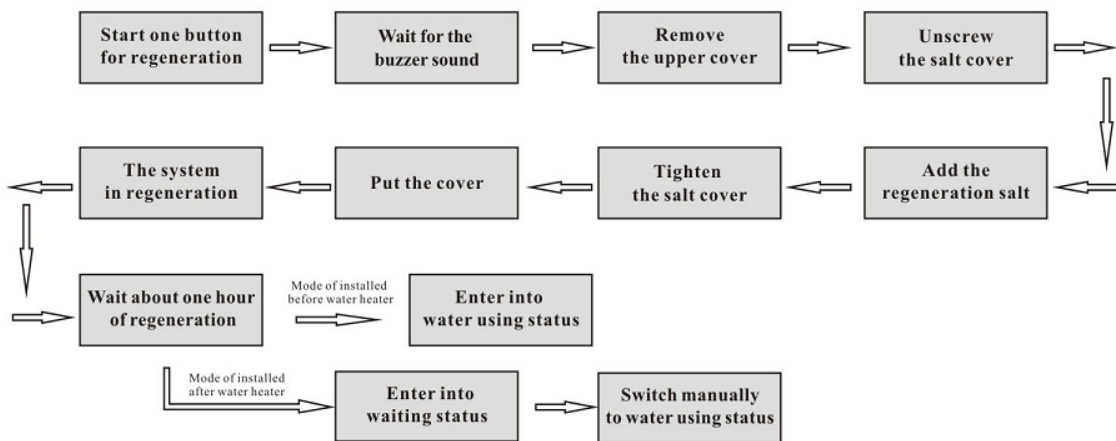 Start one button
for regeneration
Wait for the
buzzer sound
Remove
the upper cover
Unscrew
the salt cover
Add the
regeneration salt
Tighten
the salt cover
Put the cover
The system
in regeneration
Wait about one hour
of regeneration
Mode of installed
before water heater
Enter into
water using status
Mode of installed
after water heater
Enter into
waiting status
Switch manually
to water using status